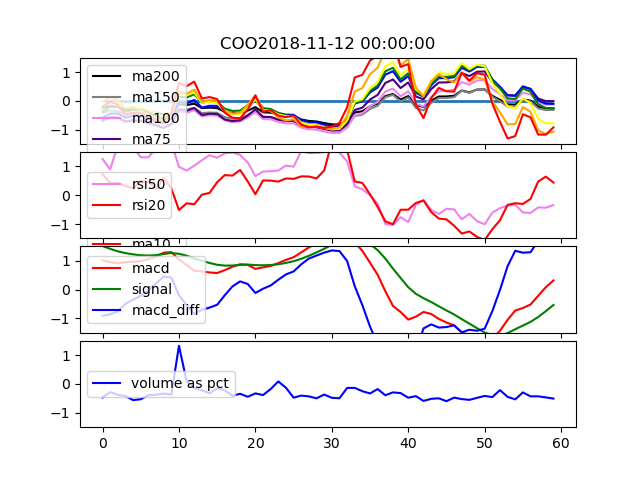 COO2018-11-12 00:00:00
1
0
−1
ma200
ma150
ma100
ma75
1
0
−1
rsi50
rsi20
ma10
1
0
−1
macd
signal
macd_diff
1
0
−1
volume as pct
0 10 20 30 40 50 60